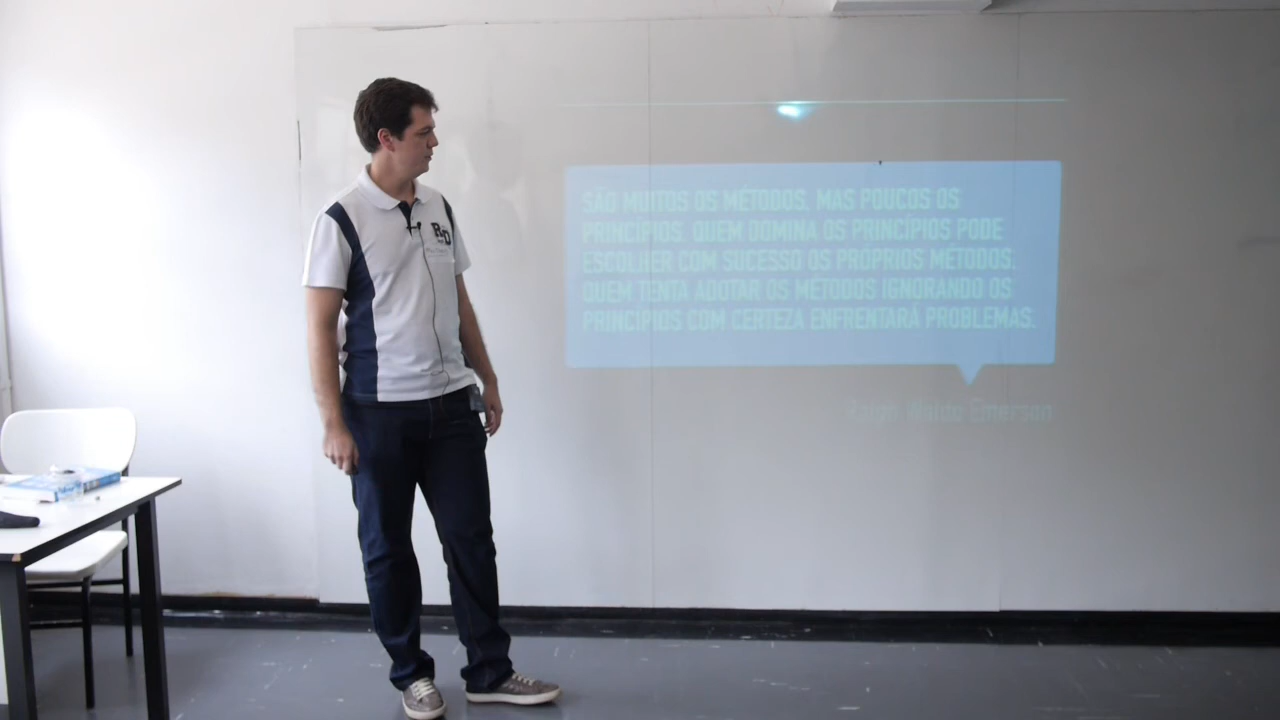 SÃO MUITOS OS MÉTODOS, MAS POUCOS OS
PRINCÍPIOS. QUEM DOMINA OS PRINCÍPIOS PODE
ESCOLHER COM SUCESSO OS PRÓPRIOS MÉTODOS.
QUEM TENTA ADOTAR OS MÉTODOS IGNORANDO OS
PRINCÍPIOS COM CERTEZA ENFRENTARÁ PROBLEMAS.
Ralph Waldo Emerson
RD